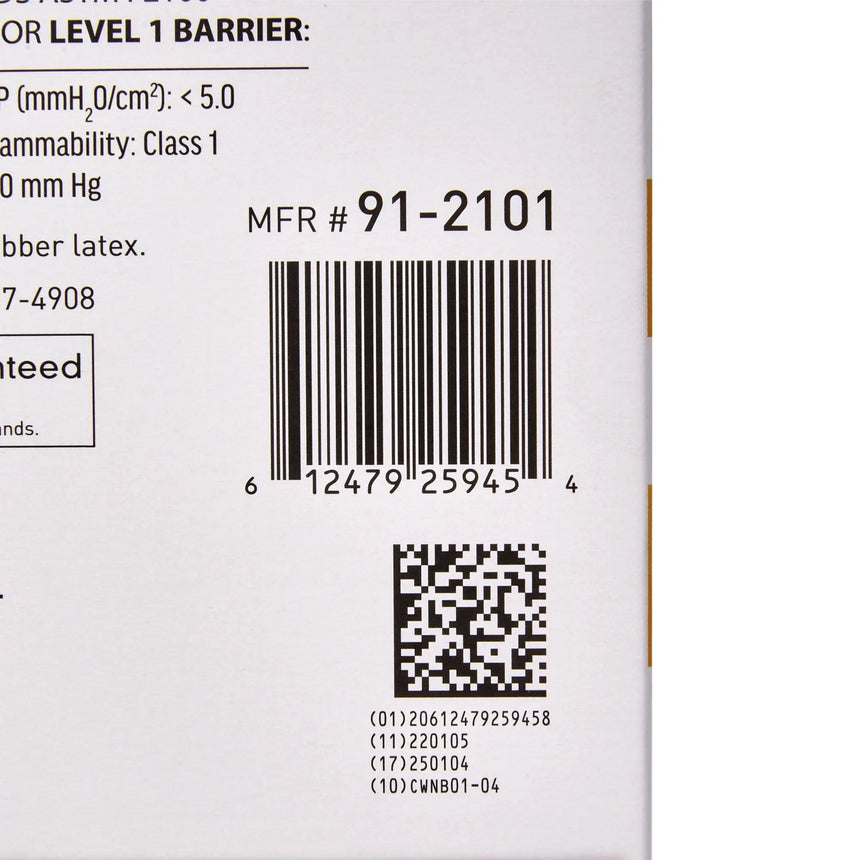 OR LEVEL 1 BARRIER:
P (mmH2O/cm²): < 5.0
ammability: Class 1
0 mm Hg
MFR # 91-2101
bber latex.
7-4908
nteed
nds.
6 12479 25945 4
(01)20612479259458
(11)220105
(17)250104
(10)CWNB01-04